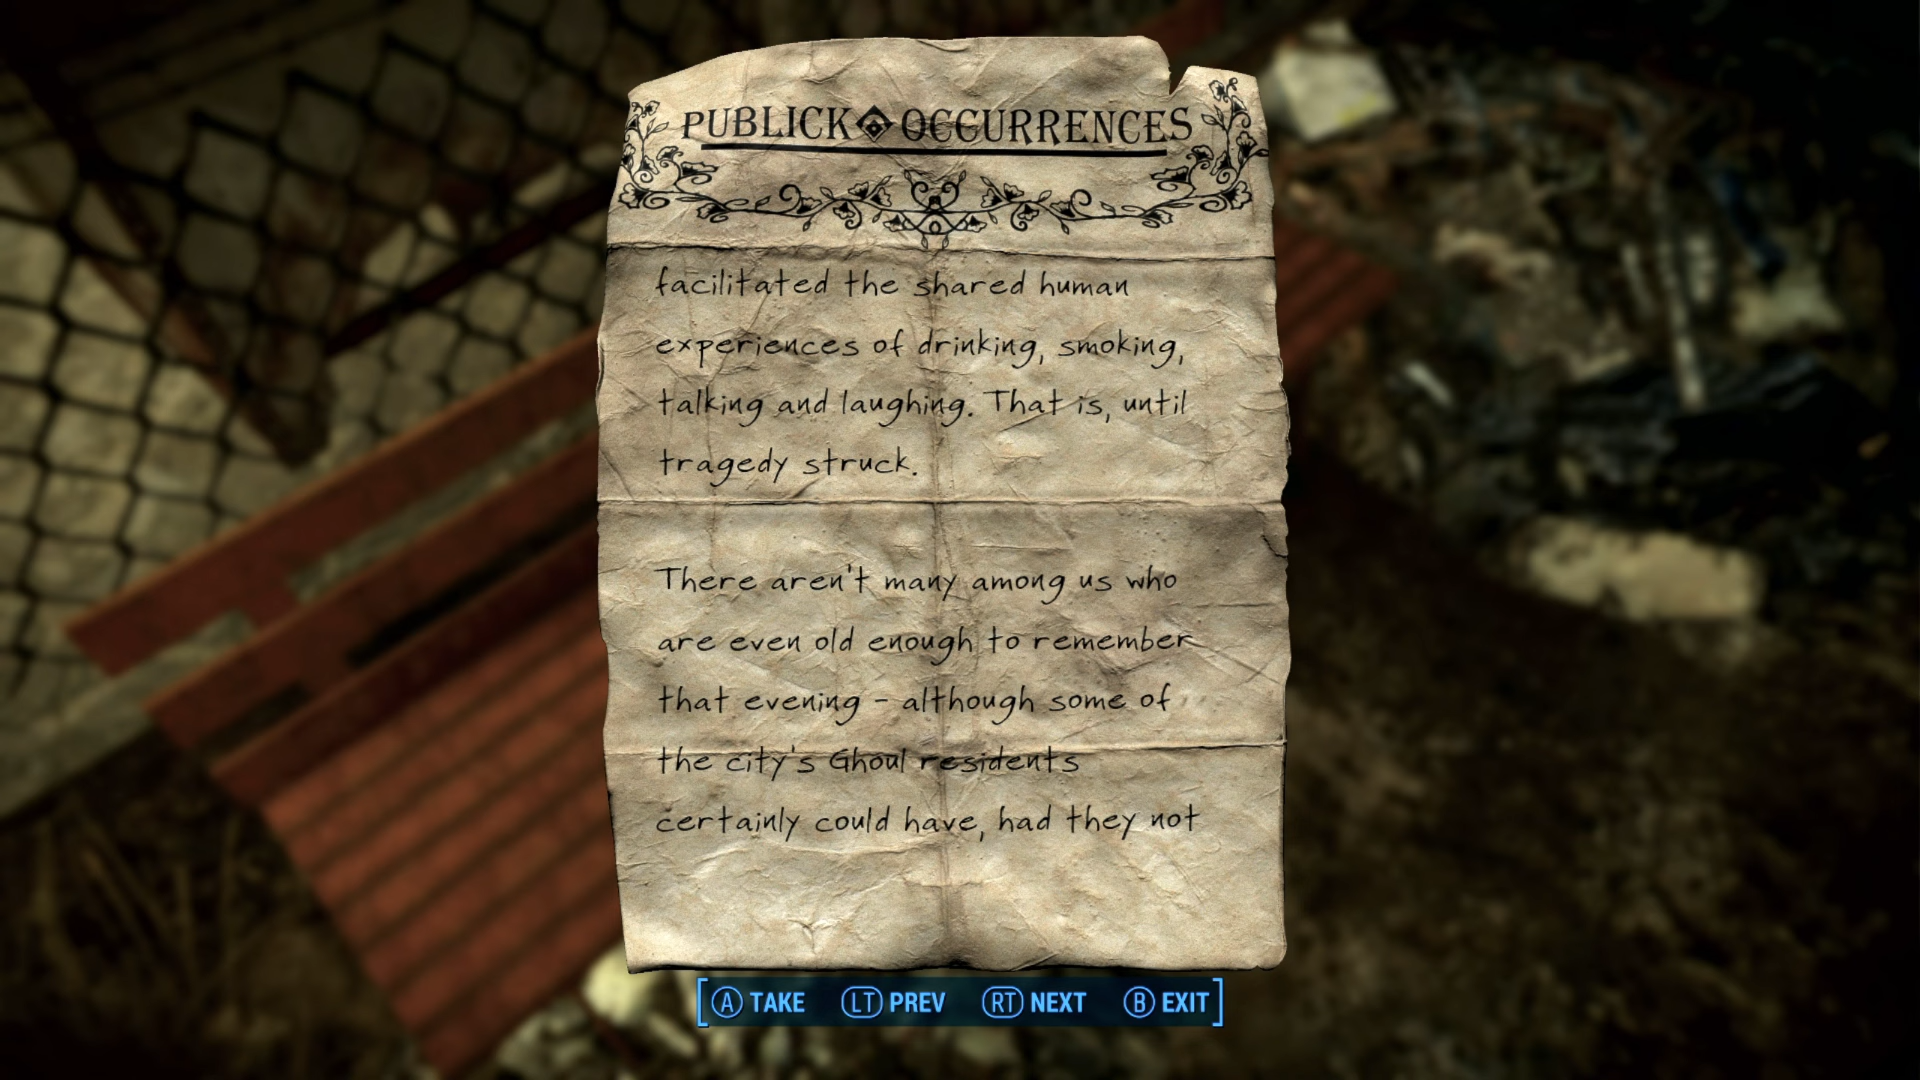 PUBLICK OCCURRENCES
facilitated the shared human
experiences of drinking, smoking,
talking and laughing. That is, until
tragedy struck.
There aren't many among us who
are even old enough to remember
that evening - although some of
the city's Ghoul residents
certainly could have, had they not
A TAKE LT PREV RT NEXT B EXIT